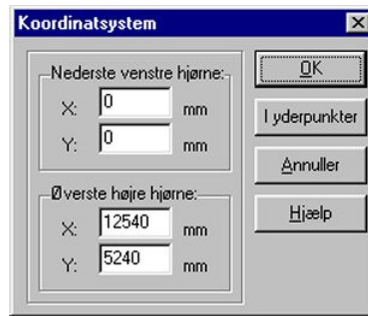 Koordinatsystem
Nederste venstre hjørne:
X: 0 mm
Y: 0 mm
Øverste højre hjørne:
X: 12540 mm
Y: 5240 mm
OK
I yderpunkter
Annuller
Hjælp